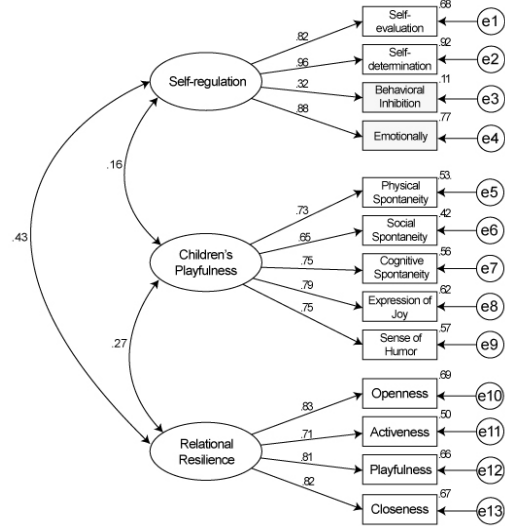 .68
Self-
evaluation
e1
.82
.92
Self-
determination
e2
.96
.11
Behavioral
Inhibition
e3
.32
.77
Emotionally
e4
.88
Self-regulation
.16
.43
.53.
Physical
Spontaneity
e5
.73
.42
Social
Spontaneity
e6
.65
.56
Cognitive
Spontaneity
e7
.75
.62
Expression of
Joy
e8
.79
.57
Sense of
Humor
e9
.75
Children's
Playfulness
.27
.69
Openness
e10
.83
.50
Activeness
e11
.71
.66
Playfulness
e12
.81
.67
Closeness
e13
.82
Relational
Resilience